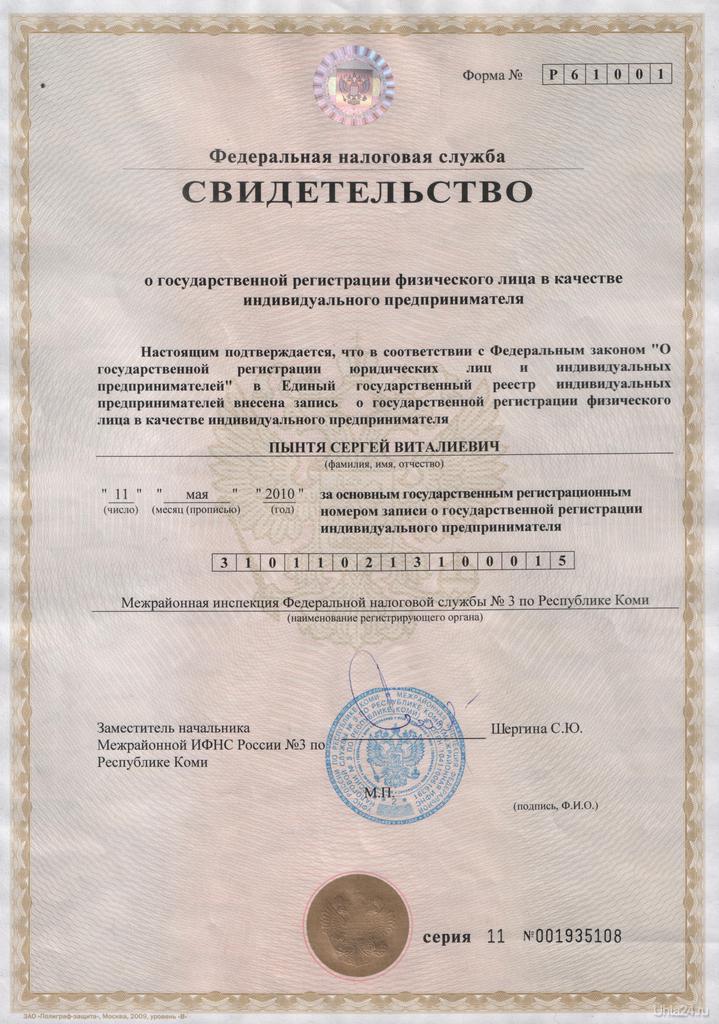 Форма № Р 6 1 0 0 1
Федеральная налоговая служба
СВИДЕТЕЛЬСТВО
о государственной регистрации физического лица в качестве
индивидуального предпринимателя
Настоящим подтверждается, что в соответствии с Федеральным законом "О
государственной регистрации юридических лиц и индивидуальных
предпринимателей" в Единый государственный реестр индивидуальных
предпринимателей внесена запись о государственной регистрации физического
лица в качестве индивидуального предпринимателя
ПЫНТЯ СЕРГЕЙ ВИТАЛИЕВИЧ
(фамилия, имя, отчество)
" 11 " " мая " " 2010 " за основным государственным регистрационным
(число) (месяц (прописью) (год) номером записи о государственной регистрации
индивидуального предпринимателя
3 1 0 1 1 0 2 1 3 1 0 0 0 1 5
Межрайонная инспекция Федеральной налоговой службы № 3 по Республике Коми
(наименование регистрирующего органа)
Заместитель начальника Шергина С.Ю.
Межрайонной ИФНС России №3 по
Республике Коми
М.П.
(подпись, Ф.И.О.)
серия 11 №001935108
ЗАО «Полиграф-защита», Москва, 2009, уровень «В»
Uhta24.ru